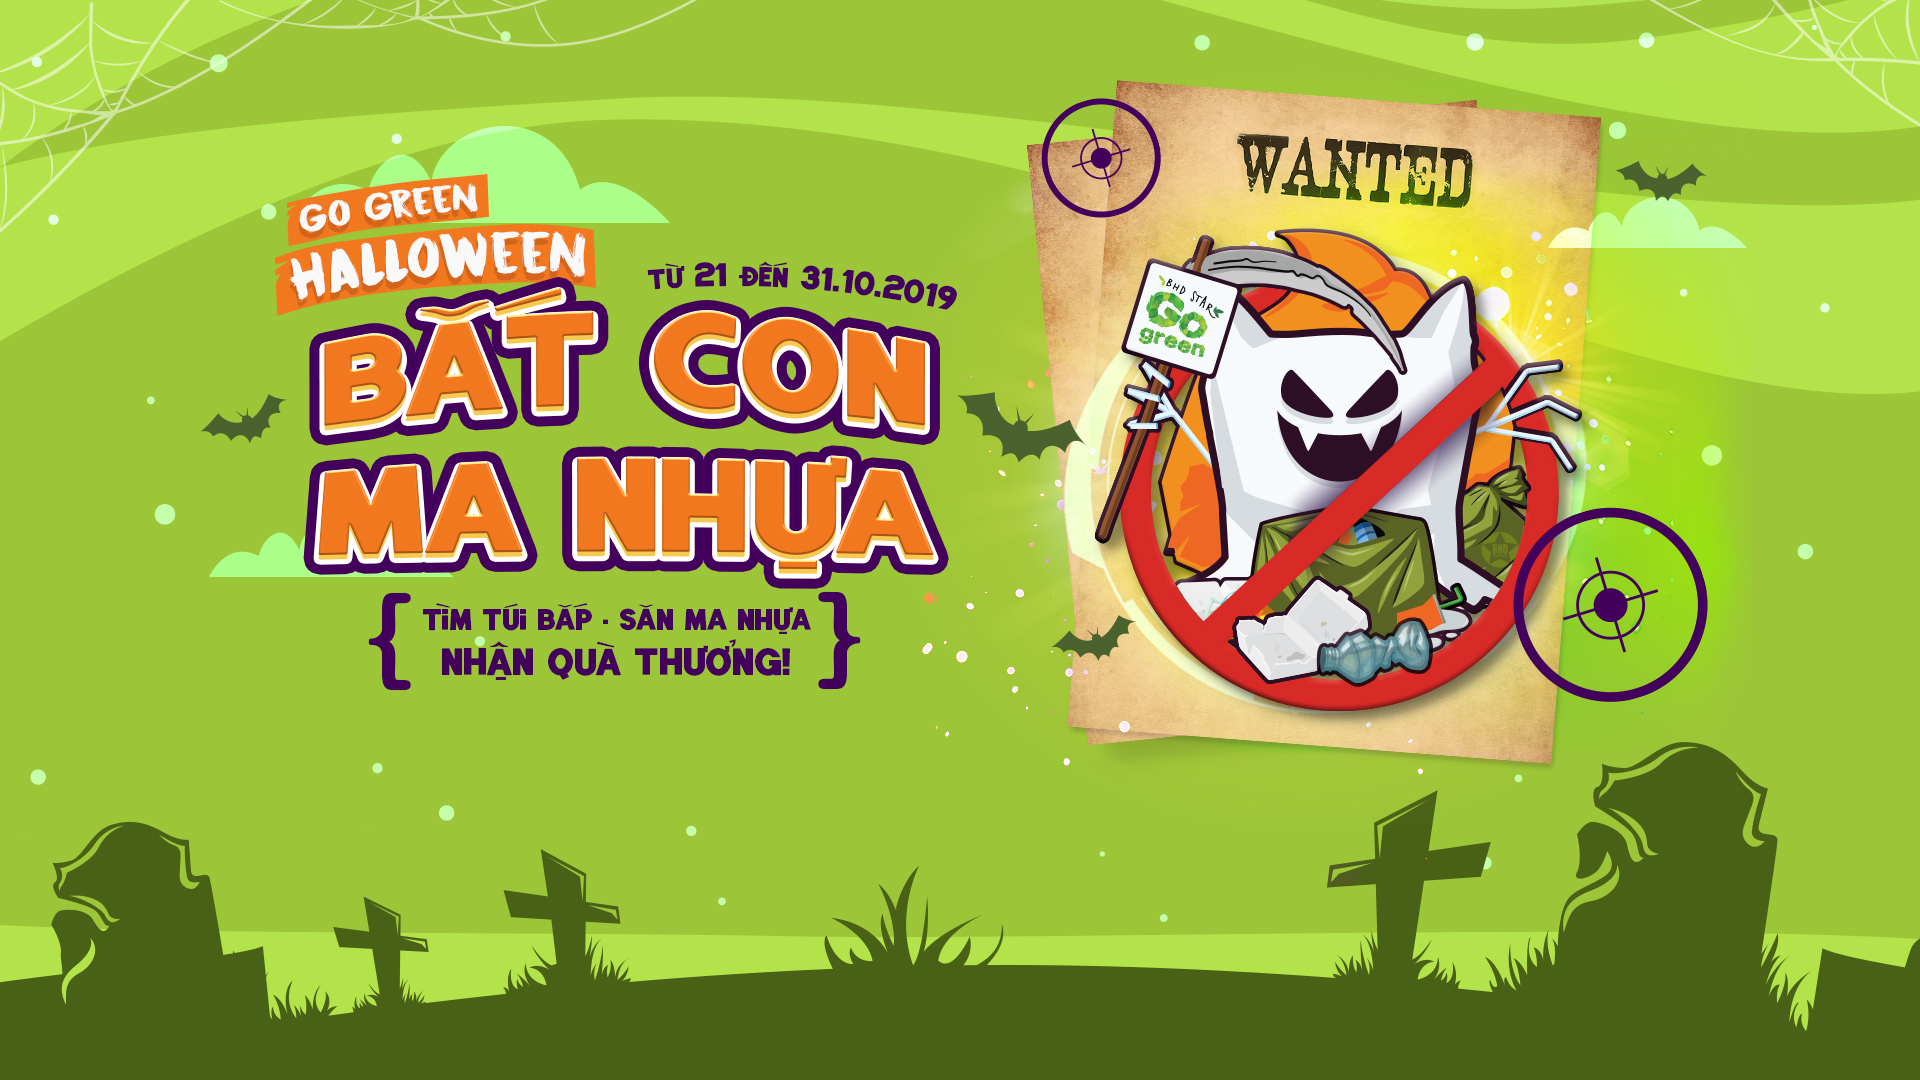 GO GREEN
HALLOWEEN
TỪ 21 ĐẾN 31.10.2019
BẮT CON
MA NHỰA
{ TÌM TÚI BẮP · SĂN MA NHỰA
NHẬN QUÀ THƯỞNG! }
WANTED
BHD STAR
GO
green
BHD